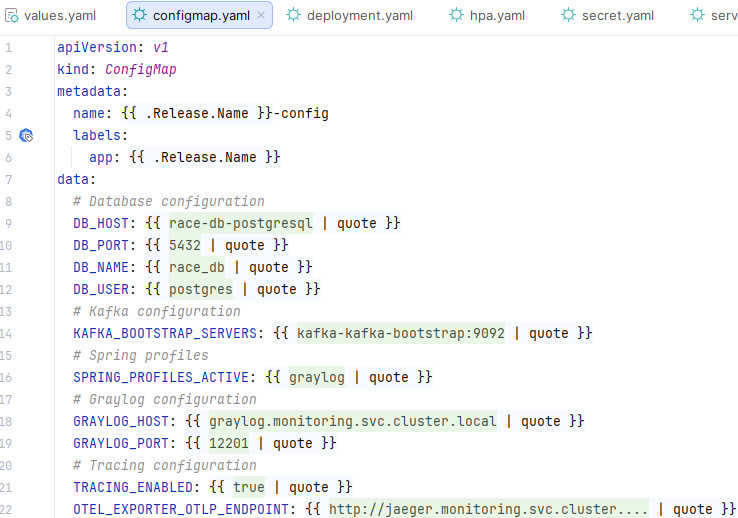 values.yaml configmap.yaml deployment.yaml hpa.yaml secret.yaml serv
1 apiVersion: v1
2 kind: ConfigMap
3 metadata:
4 name: {{ .Release.Name }}-config
5 labels:
6 app: {{ .Release.Name }}
7 data:
8 # Database configuration
9 DB_HOST: {{ race-db-postgresql | quote }}
10 DB_PORT: {{ 5432 | quote }}
11 DB_NAME: {{ race_db | quote }}
12 DB_USER: {{ postgres | quote }}
13 # Kafka configuration
14 KAFKA_BOOTSTRAP_SERVERS: {{ kafka-kafka-bootstrap:9092 | quote }}
15 # Spring profiles
16 SPRING_PROFILES_ACTIVE: {{ graylog | quote }}
17 # Graylog configuration
18 GRAYLOG_HOST: {{ graylog.monitoring.svc.cluster.local | quote }}
19 GRAYLOG_PORT: {{ 12201 | quote }}
20 # Tracing configuration
21 TRACING_ENABLED: {{ true | quote }}
22 OTEL_EXPORTER_OTLP_ENDPOINT: {{ http://jaeger.monitoring.svc.cluster.... | quote }}